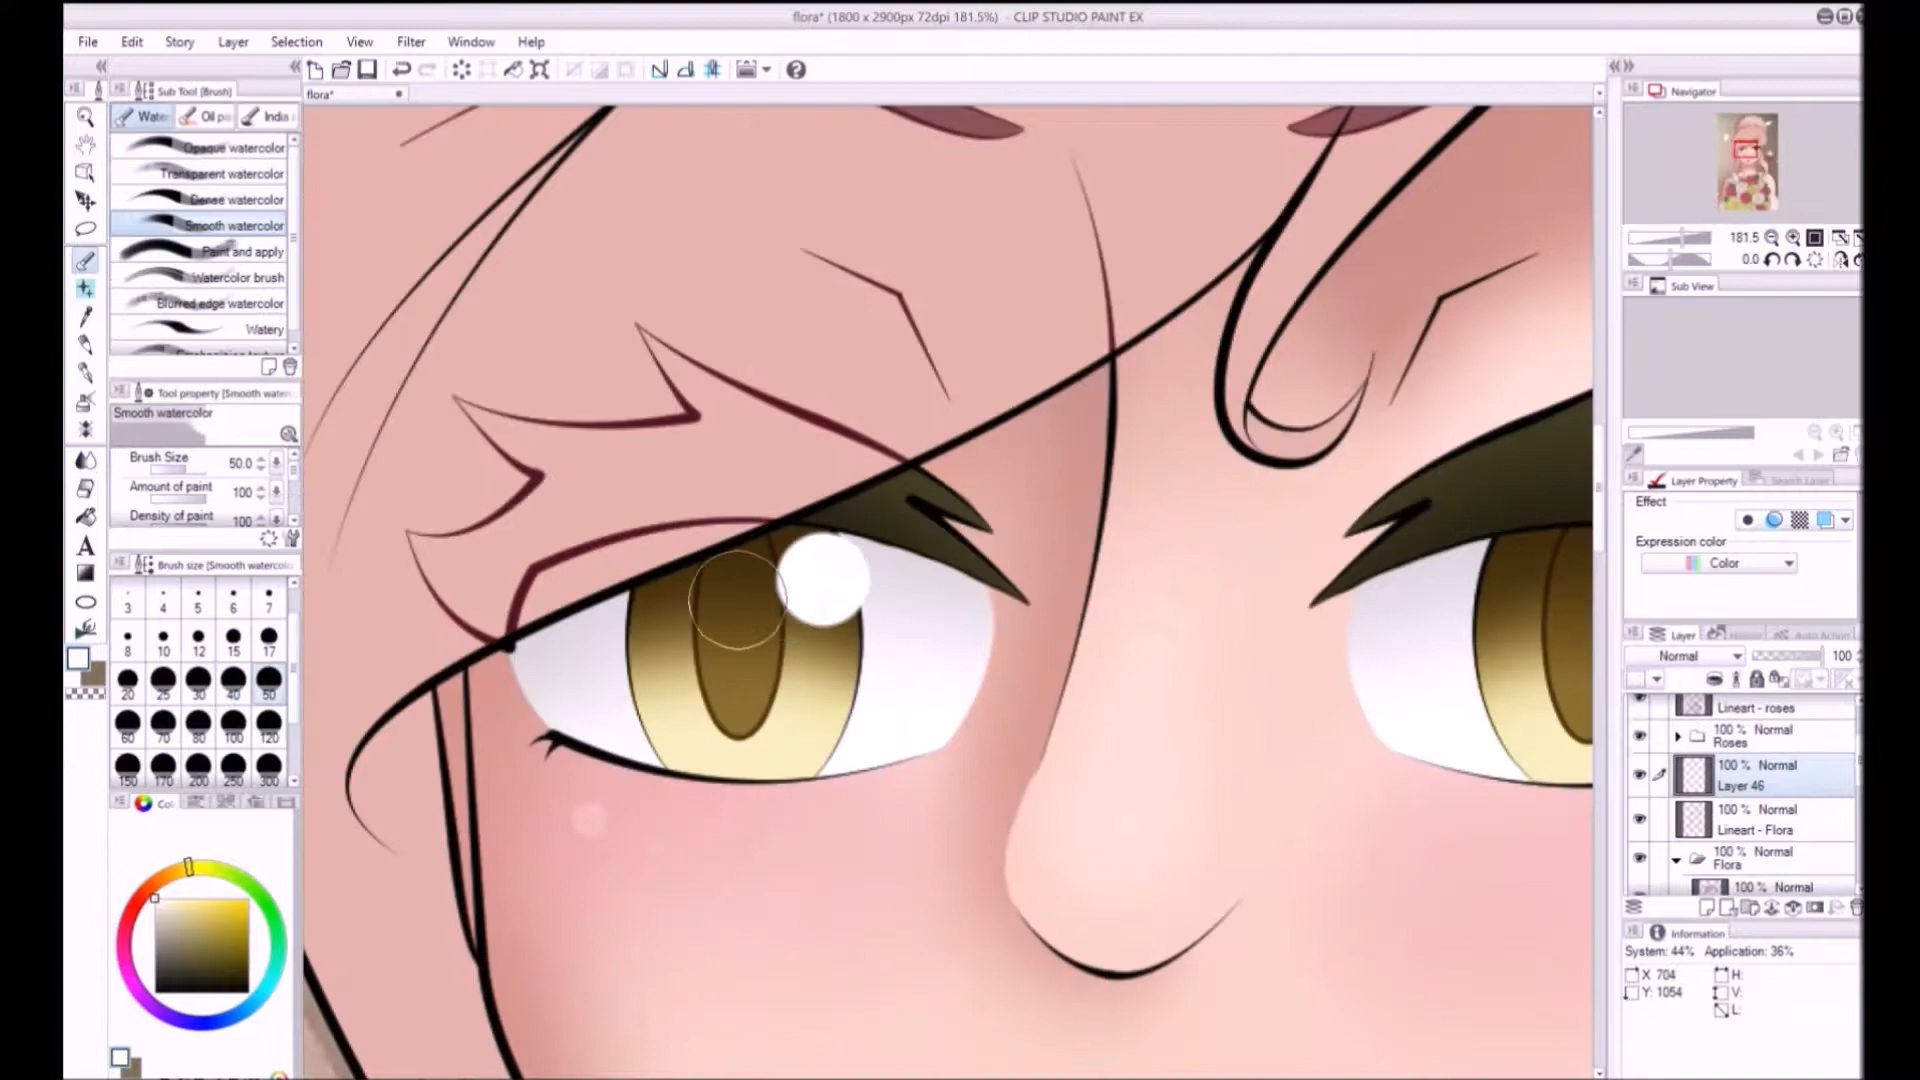 flora* (1800 x 2900px 72dpi 181.5%) - CLIP STUDIO PAINT EX
File Edit Story Layer Selection View Filter Window Help
Sub Tool [Brush]
flora*
Navigator
Wate Oil pa India i
Opaque watercolor
Transparent watercolor
Dense watercolor
Smooth watercolor
Paint and apply
Watercolor brush
Blurred edge watercolor
Watery
181.5
0.0
Sub View
Tool property [Smooth water
Smooth watercolor
Brush Size 50.0
Amount of paint 100
Density of paint 100
Brush size [Smooth waterco
3 4 5 6 7
8 10 12 15 17
20 25 30 40 50
60 70 80 100 120
150 170 200 250 300
Col
Layer Property Search Layer
Effect
Expression color
Color
Layer Auto Action
Normal 100
Lineart - roses
100 % Normal
Roses
100 % Normal
Layer 46
100 % Normal
Lineart - Flora
100 % Normal
Flora
100 % Normal
Information
System: 44% Application: 36%
X 704 H:
Y: 1054 V:
L: